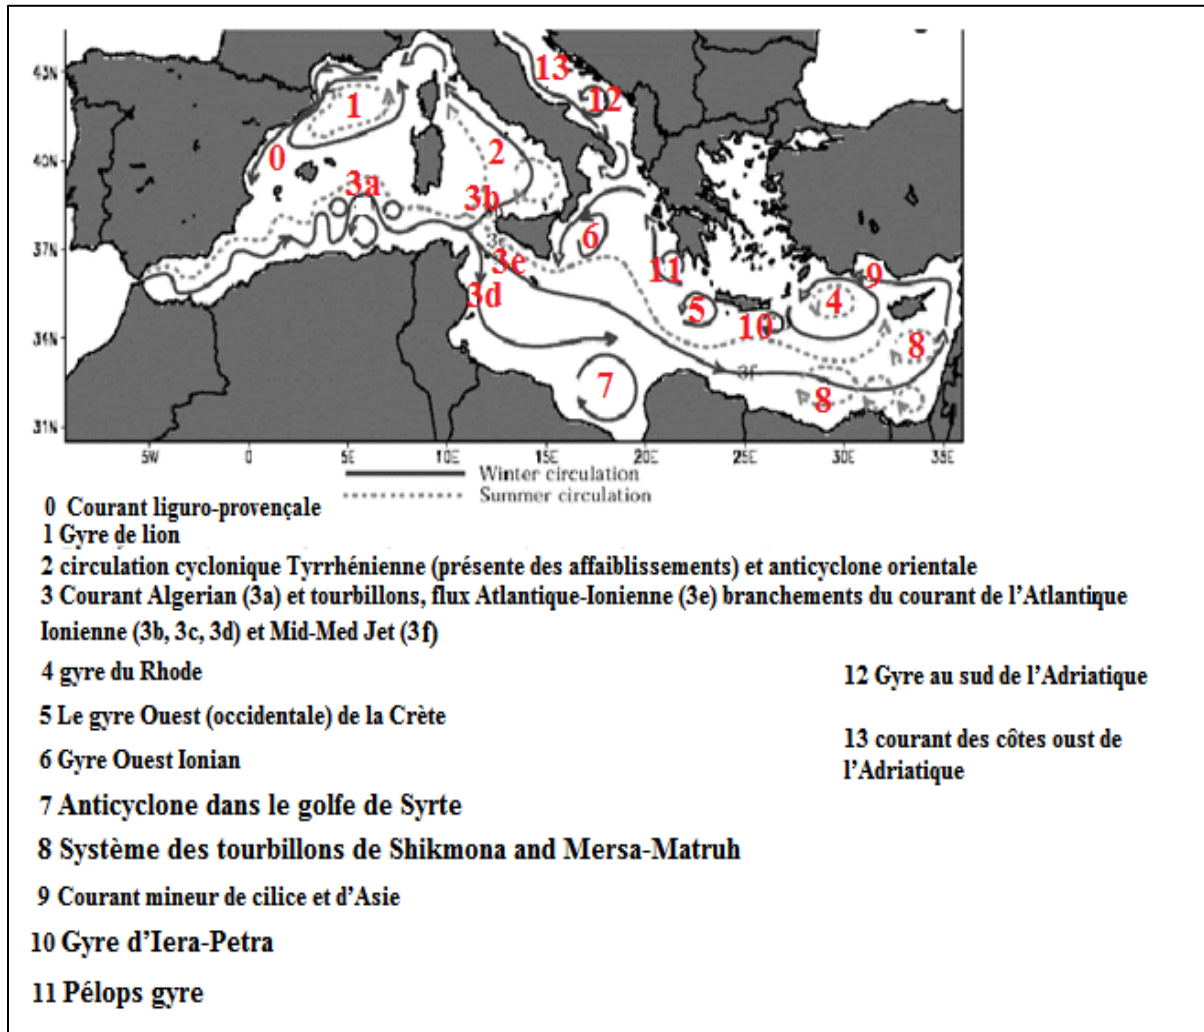 43N
13
12
1
40N
0
2
3a
3b
37N
6
3e
11
9
3d
5
4
10
34N
8
3f
7
8
31N
5W 0 5E 10E 15E 20E 25E 30E 35E
Winter circulation
Summer circulation
0 Courant liguro-provençale
1 Gyre de lion
2 circulation cyclonique Tyrrhénienne (présente des affaiblissements) et anticyclone orientale
3 Courant Algerian (3a) et tourbillons, flux Atlantique-Ionienne (3e) branchements du courant de l’Atlantique
Ionienne (3b, 3c, 3d) et Mid-Med Jet (3f)
4 gyre du Rhode
5 Le gyre Ouest (occidentale) de la Crète
6 Gyre Ouest Ionian
7 Anticyclone dans le golfe de Syrte
8 Système des tourbillons de Shikmona and Mersa-Matruh
9 Courant mineur de cilice et d’Asie
10 Gyre d’Iera-Petra
11 Pélops gyre
12 Gyre au sud de l’Adriatique
13 courant des côtes oust de
l’Adriatique